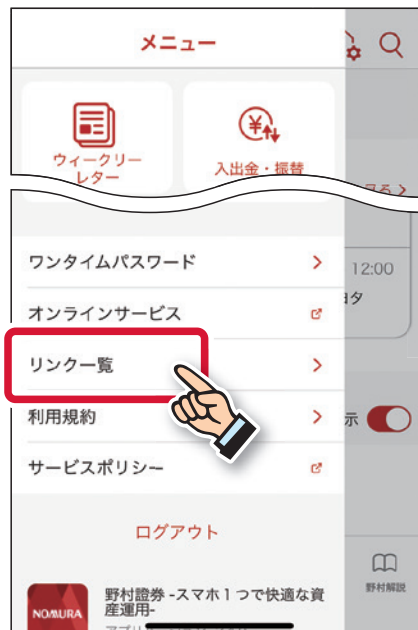 メニュー
ウィークリー
レター
入出金・振替
ワンタイムパスワード
12:00
オンラインサービス
リンク一覧
利用規約
示
サービスポリシー
ログアウト
野村解説
NOMURA
野村證券 -スマホ1つで快適な資
産運用-